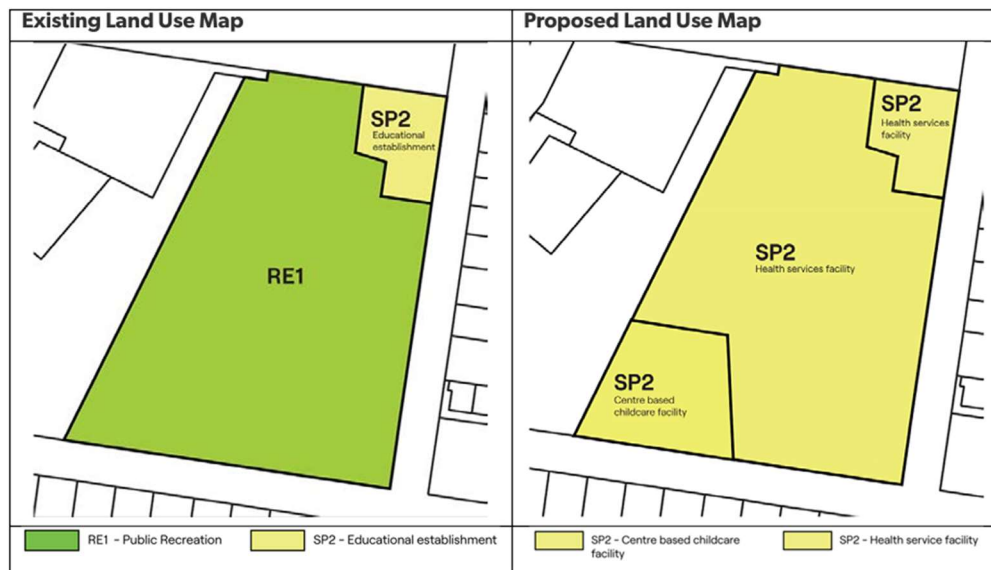 Existing Land Use Map
Proposed Land Use Map
SP2
Educational
establishment
RE1
SP2
Health services
facility
SP2
Health services facility
SP2
Centre based
childcare facility
RE1 - Public Recreation
SP2 - Educational establishment
SP2 - Centre based childcare
facility
SP2 - Health service facility